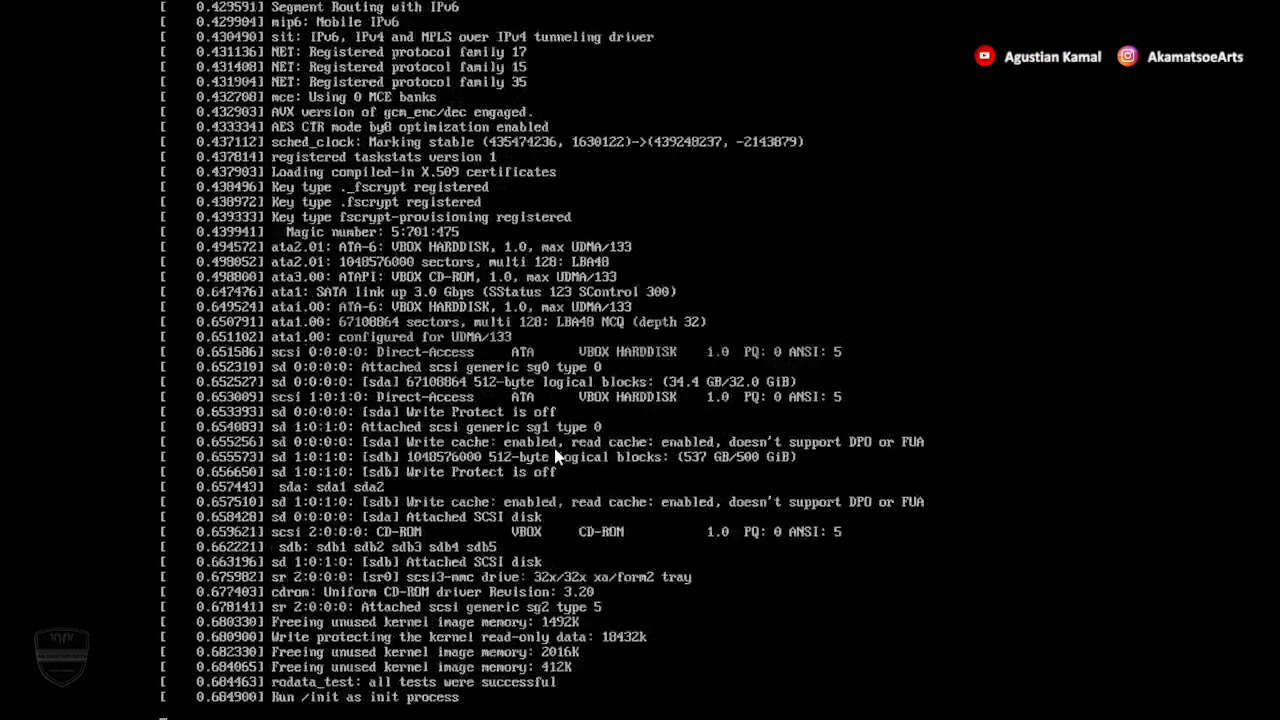 [    0.429591] Segment Routing with IPv6
[    0.429904] mip6: Mobile IPv6
[    0.430490] sit: IPv6, IPv4 and MPLS over IPv4 tunneling driver
[    0.431136] NET: Registered protocol family 17
[    0.431408] NET: Registered protocol family 15
[    0.431904] NET: Registered protocol family 35
[    0.432708] mce: Using 0 MCE banks
[    0.432903] AVX version of gcm_enc/dec engaged.
[    0.433334] AES CTR mode by8 optimization enabled
[    0.437112] sched_clock: Marking stable (435474236, 1630122)->(439240237, -2143879)
[    0.437814] registered taskstats version 1
[    0.437903] Loading compiled-in X.509 certificates
[    0.438496] Key type ._fscrypt registered
[    0.438972] Key type .fscrypt registered
[    0.439333] Key type fscrypt-provisioning registered
[    0.439941]   Magic number: 5:701:475
[    0.494572] ata2.01: ATA-6: VBOX HARDDISK, 1.0, max UDMA/133
[    0.498052] ata2.01: 1048576000 sectors, multi 128: LBA48
[    0.498800] ata3.00: ATAPI: VBOX CD-ROM, 1.0, max UDMA/133
[    0.647476] ata1: SATA link up 3.0 Gbps (SStatus 123 SControl 300)
[    0.649524] ata1.00: ATA-6: VBOX HARDDISK, 1.0, max UDMA/133
[    0.650791] ata1.00: 67108864 sectors, multi 128: LBA48 NCQ (depth 32)
[    0.651102] ata1.00: configured for UDMA/133
[    0.651586] scsi 0:0:0:0: Direct-Access     ATA      VBOX HARDDISK    1.0  PQ: 0 ANSI: 5
[    0.652310] sd 0:0:0:0: Attached scsi generic sg0 type 0
[    0.652527] sd 0:0:0:0: [sda] 67108864 512-byte logical blocks: (34.4 GB/32.0 GiB)
[    0.653009] scsi 1:0:1:0: Direct-Access     ATA      VBOX HARDDISK    1.0  PQ: 0 ANSI: 5
[    0.653393] sd 0:0:0:0: [sda] Write Protect is off
[    0.654083] sd 1:0:1:0: Attached scsi generic sg1 type 0
[    0.655256] sd 0:0:0:0: [sda] Write cache: enabled, read cache: enabled, doesn't support DPO or FUA
[    0.655573] sd 1:0:1:0: [sdb] 1048576000 512-byte logical blocks: (537 GB/500 GiB)
[    0.656650] sd 1:0:1:0: [sdb] Write Protect is off
[    0.657443]  sda: sda1 sda2
[    0.657510] sd 1:0:1:0: [sdb] Write cache: enabled, read cache: enabled, doesn't support DPO or FUA
[    0.658428] sd 0:0:0:0: [sda] Attached SCSI disk
[    0.659621] scsi 2:0:0:0: CD-ROM            VBOX     CD-ROM           1.0  PQ: 0 ANSI: 5
[    0.662221]  sdb: sdb1 sdb2 sdb3 sdb4 sdb5
[    0.663196] sd 1:0:1:0: [sdb] Attached SCSI disk
[    0.675982] sr 2:0:0:0: [sr0] scsi3-mmc drive: 32x/32x xa/form2 tray
[    0.677403] cdrom: Uniform CD-ROM driver Revision: 3.20
[    0.678141] sr 2:0:0:0: Attached scsi generic sg2 type 5
[    0.680330] Freeing unused kernel image memory: 1492K
[    0.680900] Write protecting the kernel read-only data: 18432k
[    0.682330] Freeing unused kernel image memory: 2016K
[    0.684065] Freeing unused kernel image memory: 412K
[    0.684463] rodata_test: all tests were successful
[    0.684900] Run /init as init process
Agustian Kamal
AkamatsoeArts